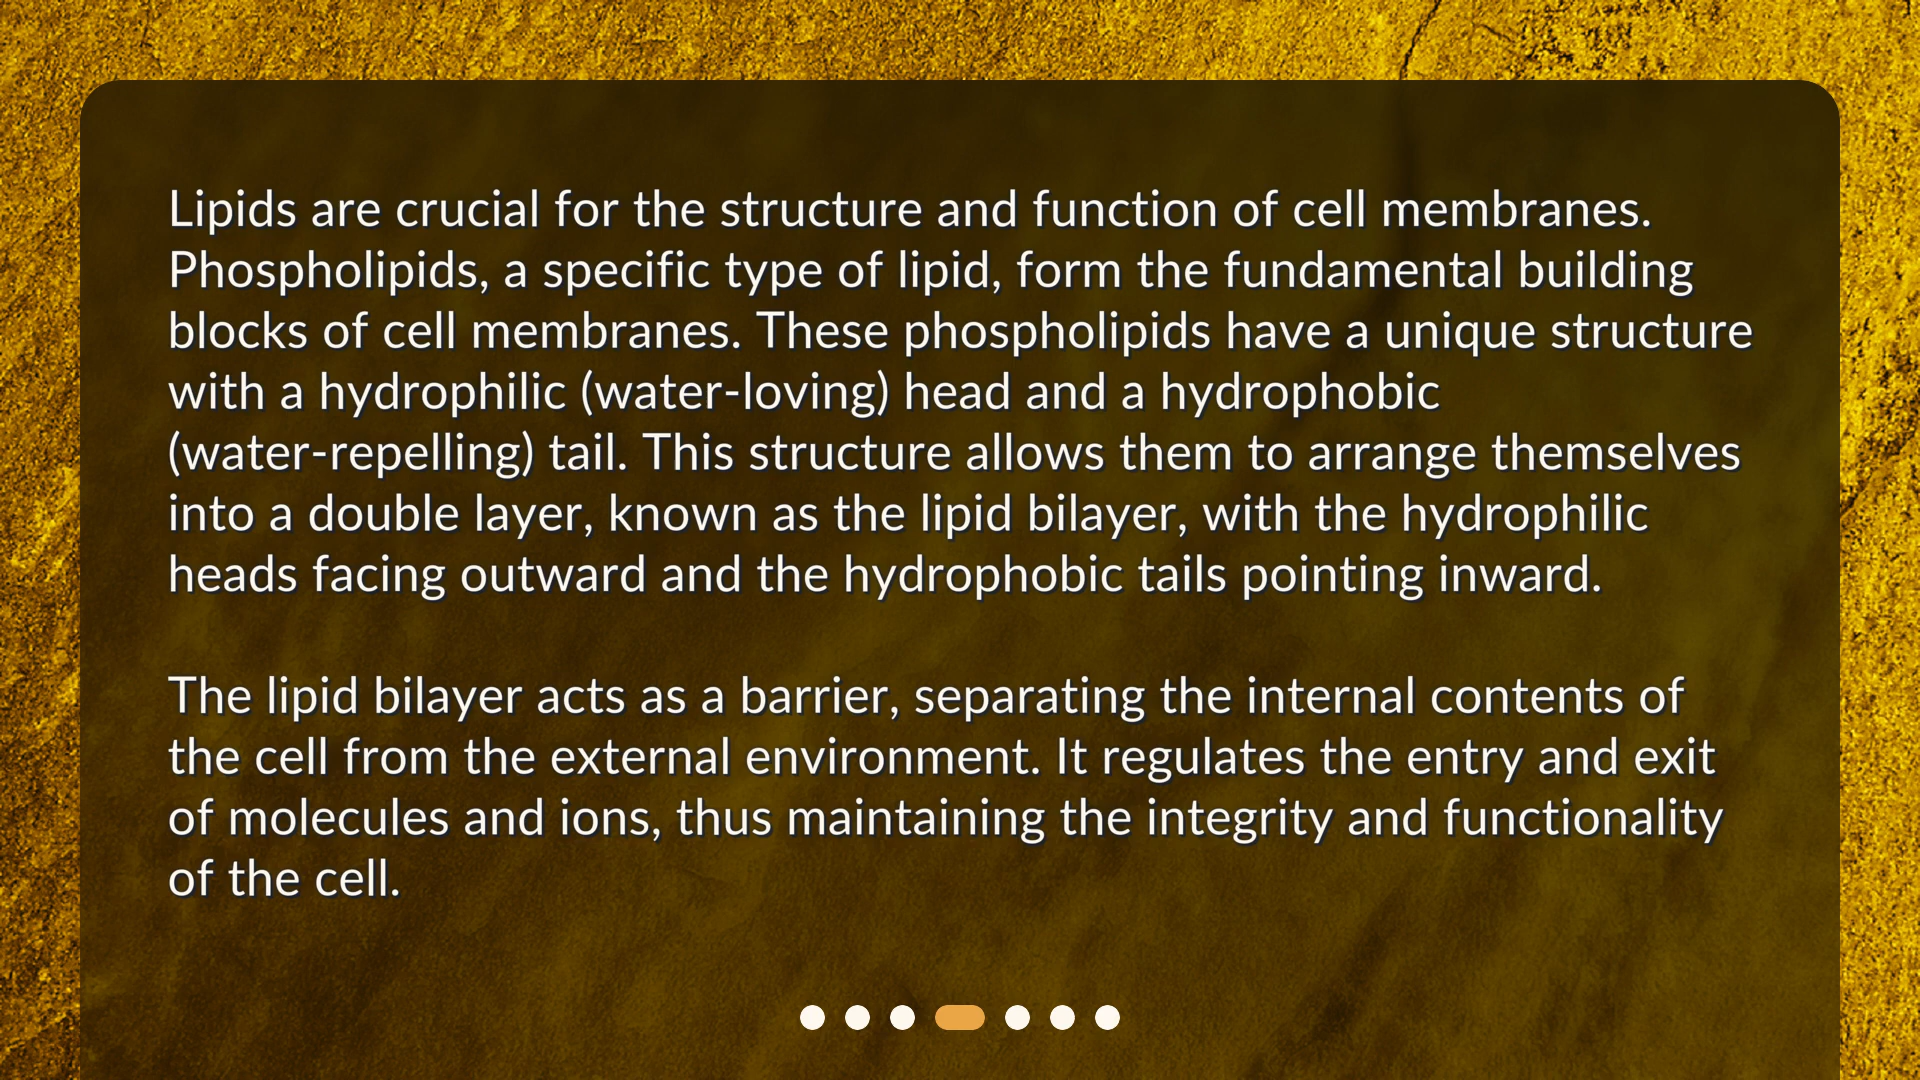 Lipids are crucial for the structure and function of cell membranes.
Phospholipids, a specific type of lipid, form the fundamental building
blocks of cell membranes. These phospholipids have a unique structure
with a hydrophilic (water-loving) head and a hydrophobic
(water-repelling) tail. This structure allows them to arrange themselves
into a double layer, known as the lipid bilayer, with the hydrophilic
heads facing outward and the hydrophobic tails pointing inward.
The lipid bilayer acts as a barrier, separating the internal contents of
the cell from the external environment. It regulates the entry and exit
of molecules and ions, thus maintaining the integrity and functionality
of the cell.